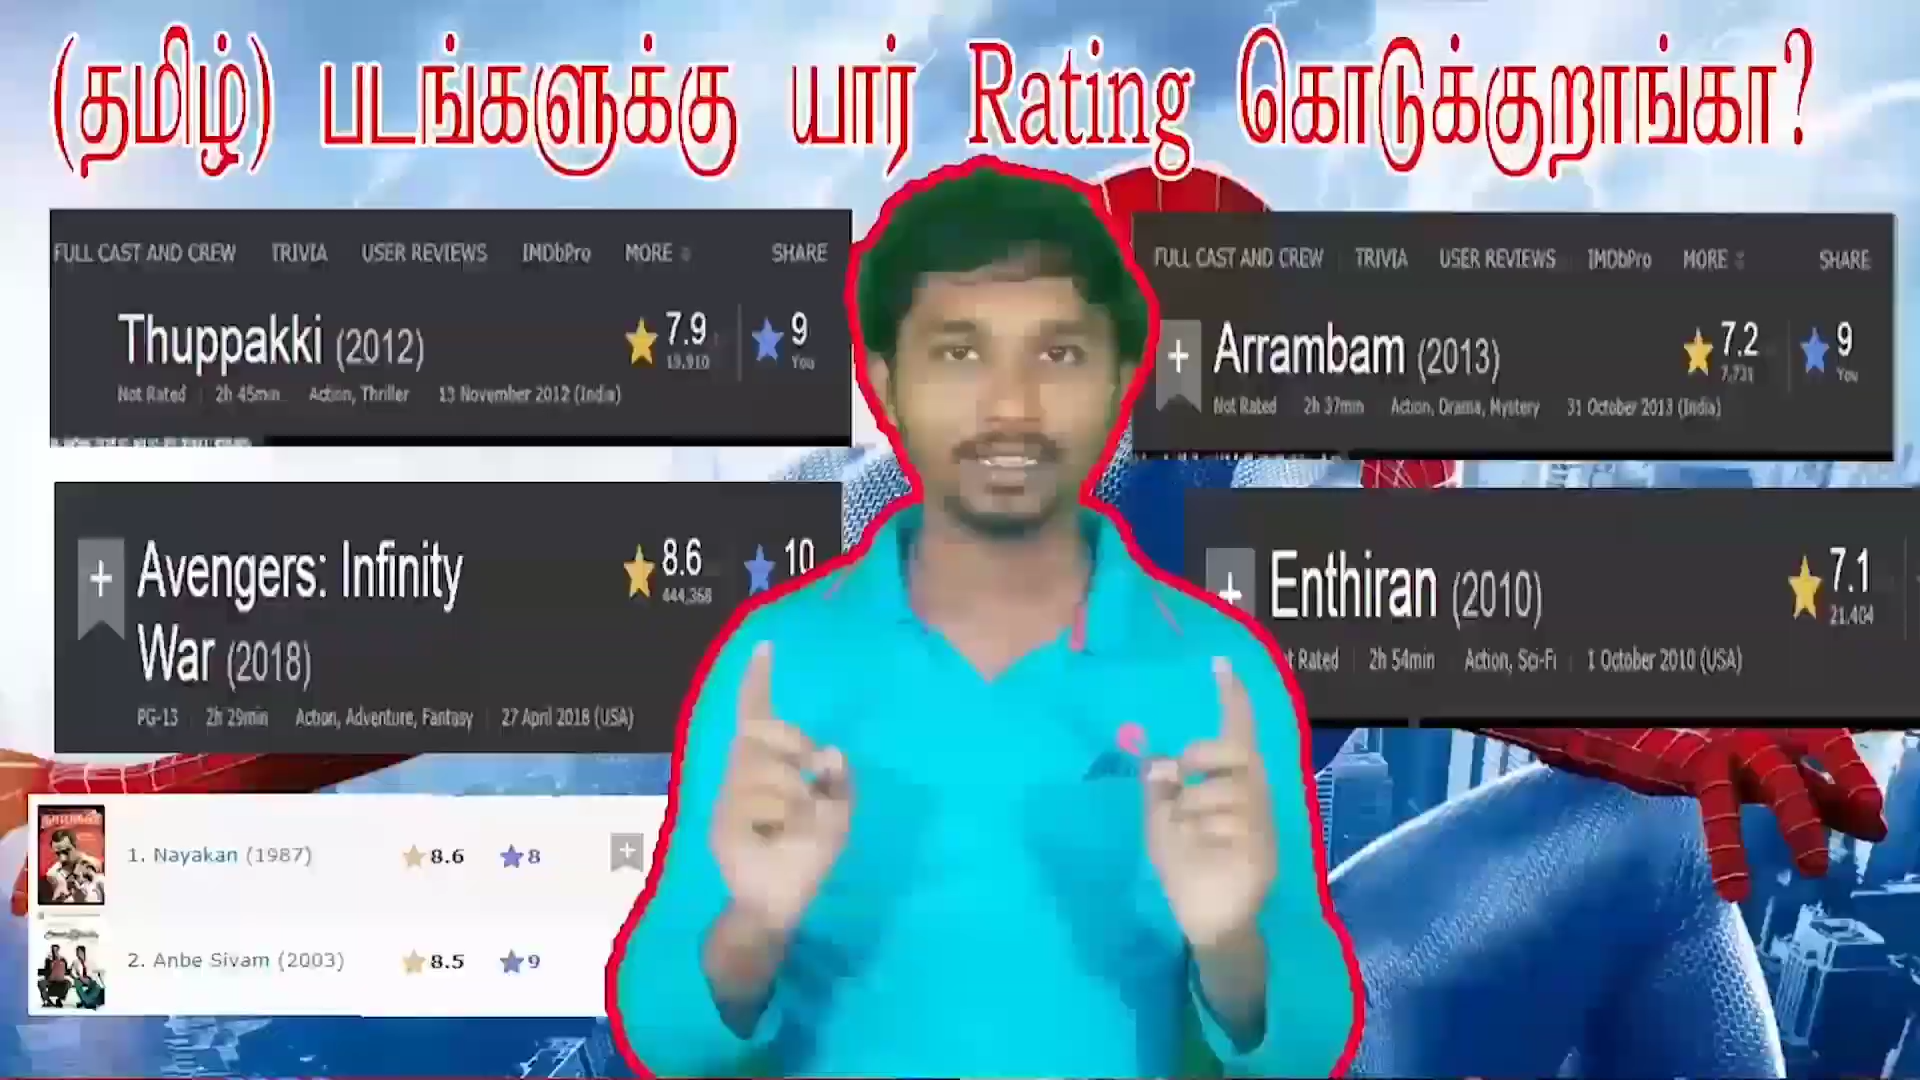 (தமிழ்) படங்களுக்கு யார் Rating கொடுக்குறாங்கா?
FULL CAST AND CREW TRIVIA USER REVIEWS IMDbPro MORE SHARE
Thuppakki (2012) 7.9 9
13,910 You
Not Rated 2h 45min Action, Thriller 13 November 2012 (India)
FULL CAST AND CREW TRIVIA USER REVIEWS IMDbPro MORE SHARE
+ Arrambam (2013) 7.2 9
7,731 You
Not Rated 2h 37min Action, Drama, Mystery 31 October 2013 (India)
+ Avengers: Infinity 8.6 10
444,368
War (2018)
PG-13 2h 29min Action, Adventure, Fantasy 27 April 2018 (USA)
+ Enthiran (2010) 7.1
21,404
t Rated 2h 54min Action, Sci-Fi 1 October 2010 (USA)
நாயகன்
1. Nayakan (1987) 8.6 8 +
2. Anbe Sivam (2003) 8.5 9